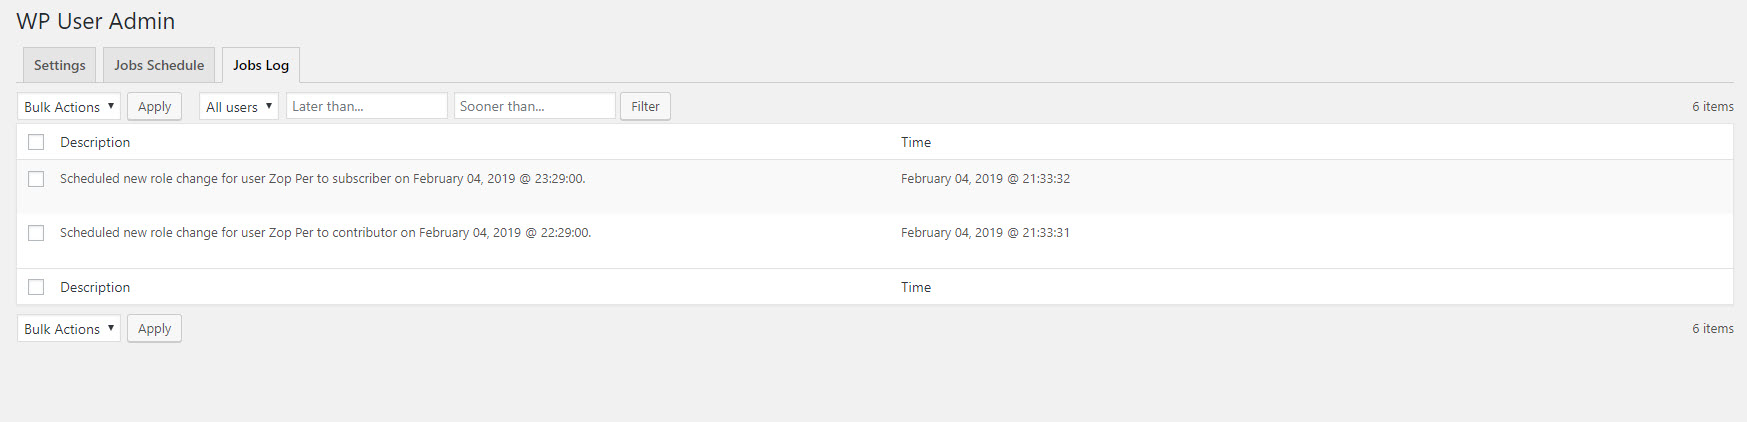 WP User Admin
Settings Jobs Schedule Jobs Log
Bulk Actions Apply All users Later than... Sooner than... Filter 6 items
Description Time
Scheduled new role change for user Zop Per to subscriber on February 04, 2019 @ 23:29:00. February 04, 2019 @ 21:33:32
Scheduled new role change for user Zop Per to contributor on February 04, 2019 @ 22:29:00. February 04, 2019 @ 21:33:31
Description Time
Bulk Actions Apply 6 items